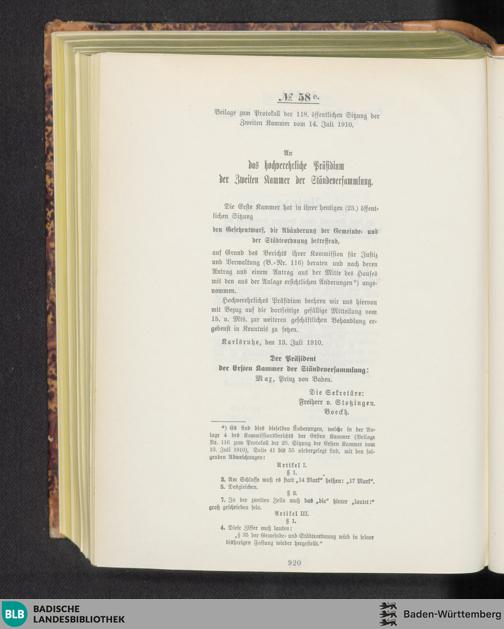 № 58e.
Beilage zum Protokoll der 118. öffentlichen Sitzung der
Zweiten Kammer vom 14. Juli 1910.
An
das hochverehrliche Präsidium
der Zweiten Kammer der Ständeversammlung.
Die Erste Kammer hat in ihrer heutigen (25.) öffent-
lichen Sitzung
den Gesetzentwurf, die Abänderung der Gemeinde- und
der Städteordnung betreffend,
auf Grund des Berichts ihrer Kommission für Justiz
und Verwaltung (B.-Nr. 116) beraten und nach deren
Antrag und einem Antrag aus der Mitte des Hauses
mit den aus der Anlage ersichtlichen Änderungen*) ange-
nommen.
Hochverehrliches Präsidium beehren wir uns hiervon
mit Bezug auf die dortseitige gefällige Mitteilung vom
15. v. Mts. zur weiteren geschäftlichen Behandlung er-
gebenst in Kenntnis zu setzen.
Karlsruhe, den 13. Juli 1910.
Der Präsident
der Ersten Kammer der Ständeversammlung:
Max, Prinz von Baden.
Die Sekretäre:
Freiherr v. Stotzingen.
Boeckh.
*) Es sind dies dieselben Änderungen, welche in der An-
lage 4 des Kommissionsberichts der Ersten Kammer (Beilage
Nr. 116 zum Protokoll der 25. Sitzung der Ersten Kammer vom
13. Juli 1910), Seite 41 bis 55 niedergelegt sind, mit den fol-
genden Abweichungen:
Artikel I.
§ 1.
2. Am Schlusse muß es statt „14 Mark“ heißen: „17 Mark“.
5. Desgleichen.
§ 2.
7. In der zweiten Zeile muß das „die“ hinter „lautet:“
groß geschrieben sein.
Artikel III.
§ 1.
4. Diese Ziffer muß lauten:
„§ 35 der Gemeinde- und Städteordnung wird in seiner
bisherigen Fassung wieder hergestellt.“
920
BLB
BADISCHE
LANDESBIBLIOTHEK
Baden-Württemberg